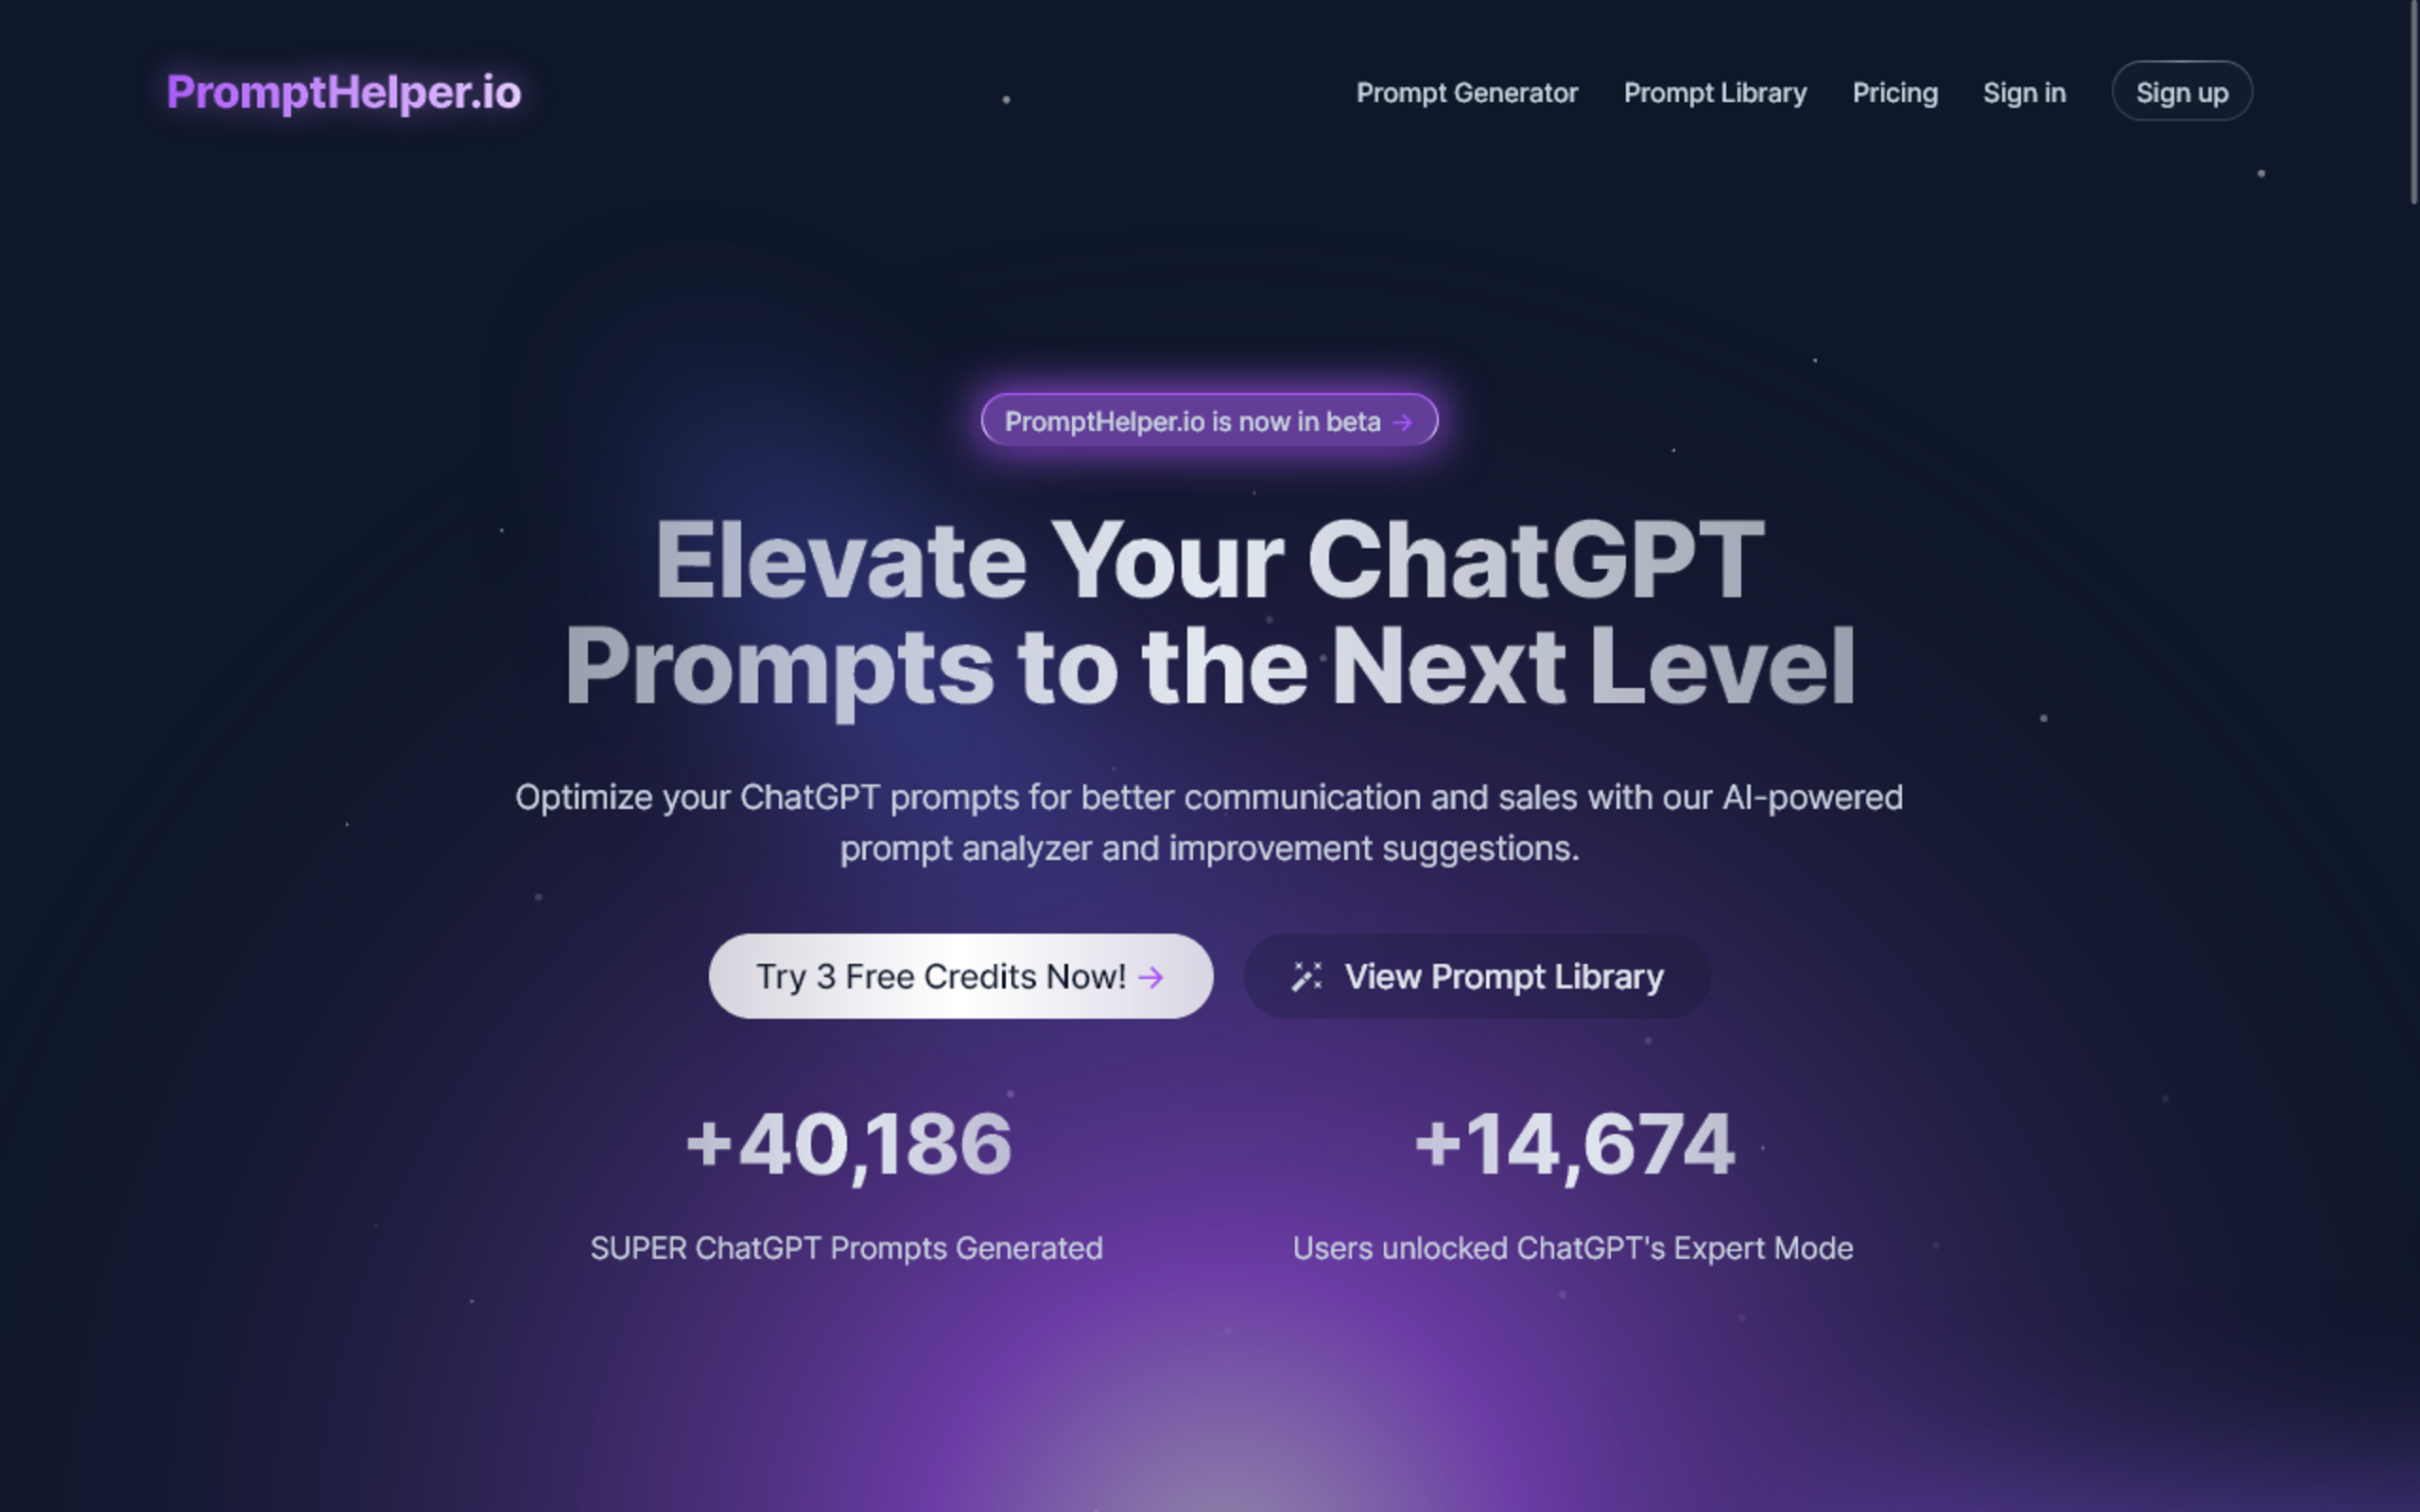 PromptHelper.io
Prompt Generator
Prompt Library
Pricing
Sign in
Sign up
PromptHelper.io is now in beta →
Elevate Your ChatGPT
Prompts to the Next Level
Optimize your ChatGPT prompts for better communication and sales with our AI-powered
prompt analyzer and improvement suggestions.
Try 3 Free Credits Now! →
View Prompt Library
+40,186
SUPER ChatGPT Prompts Generated
+14,674
Users unlocked ChatGPT's Expert Mode